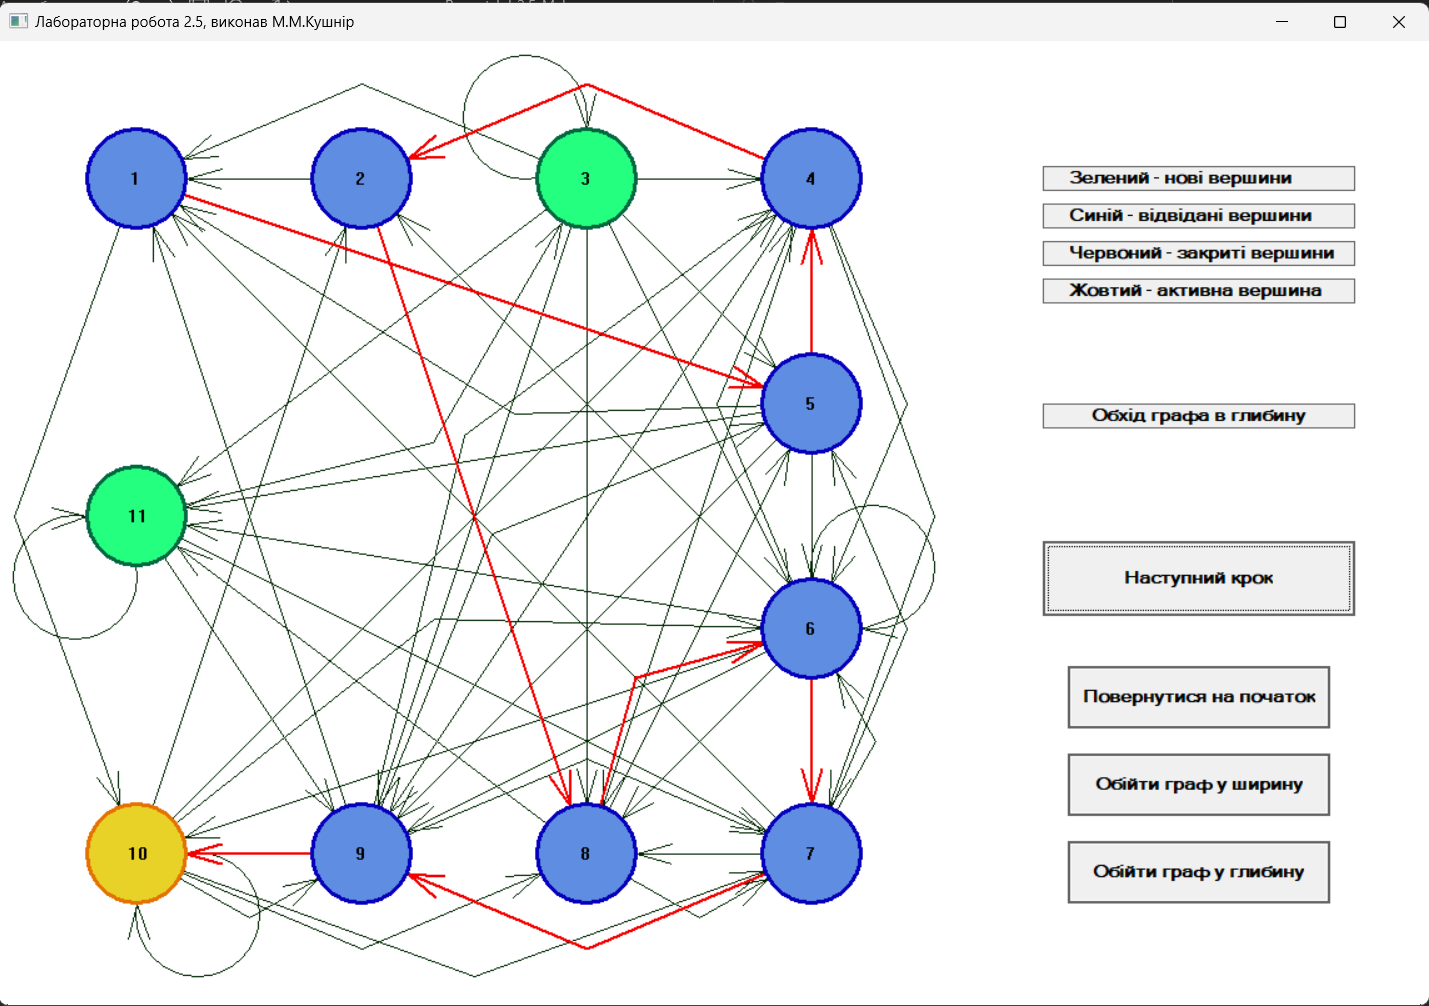 Лабораторна робота 2.5, виконав М.М.Кушнір
1 2 3 4
Зелений - нові вершини
Синій - відвідані вершини
Червоний - закриті вершини
Жовтий - активна вершина
5
Обхід графа в глибину
11
Наступний крок
6
Повернутися на початок
Обійти граф у ширину
10 9 8 7
Обійти граф у глибину